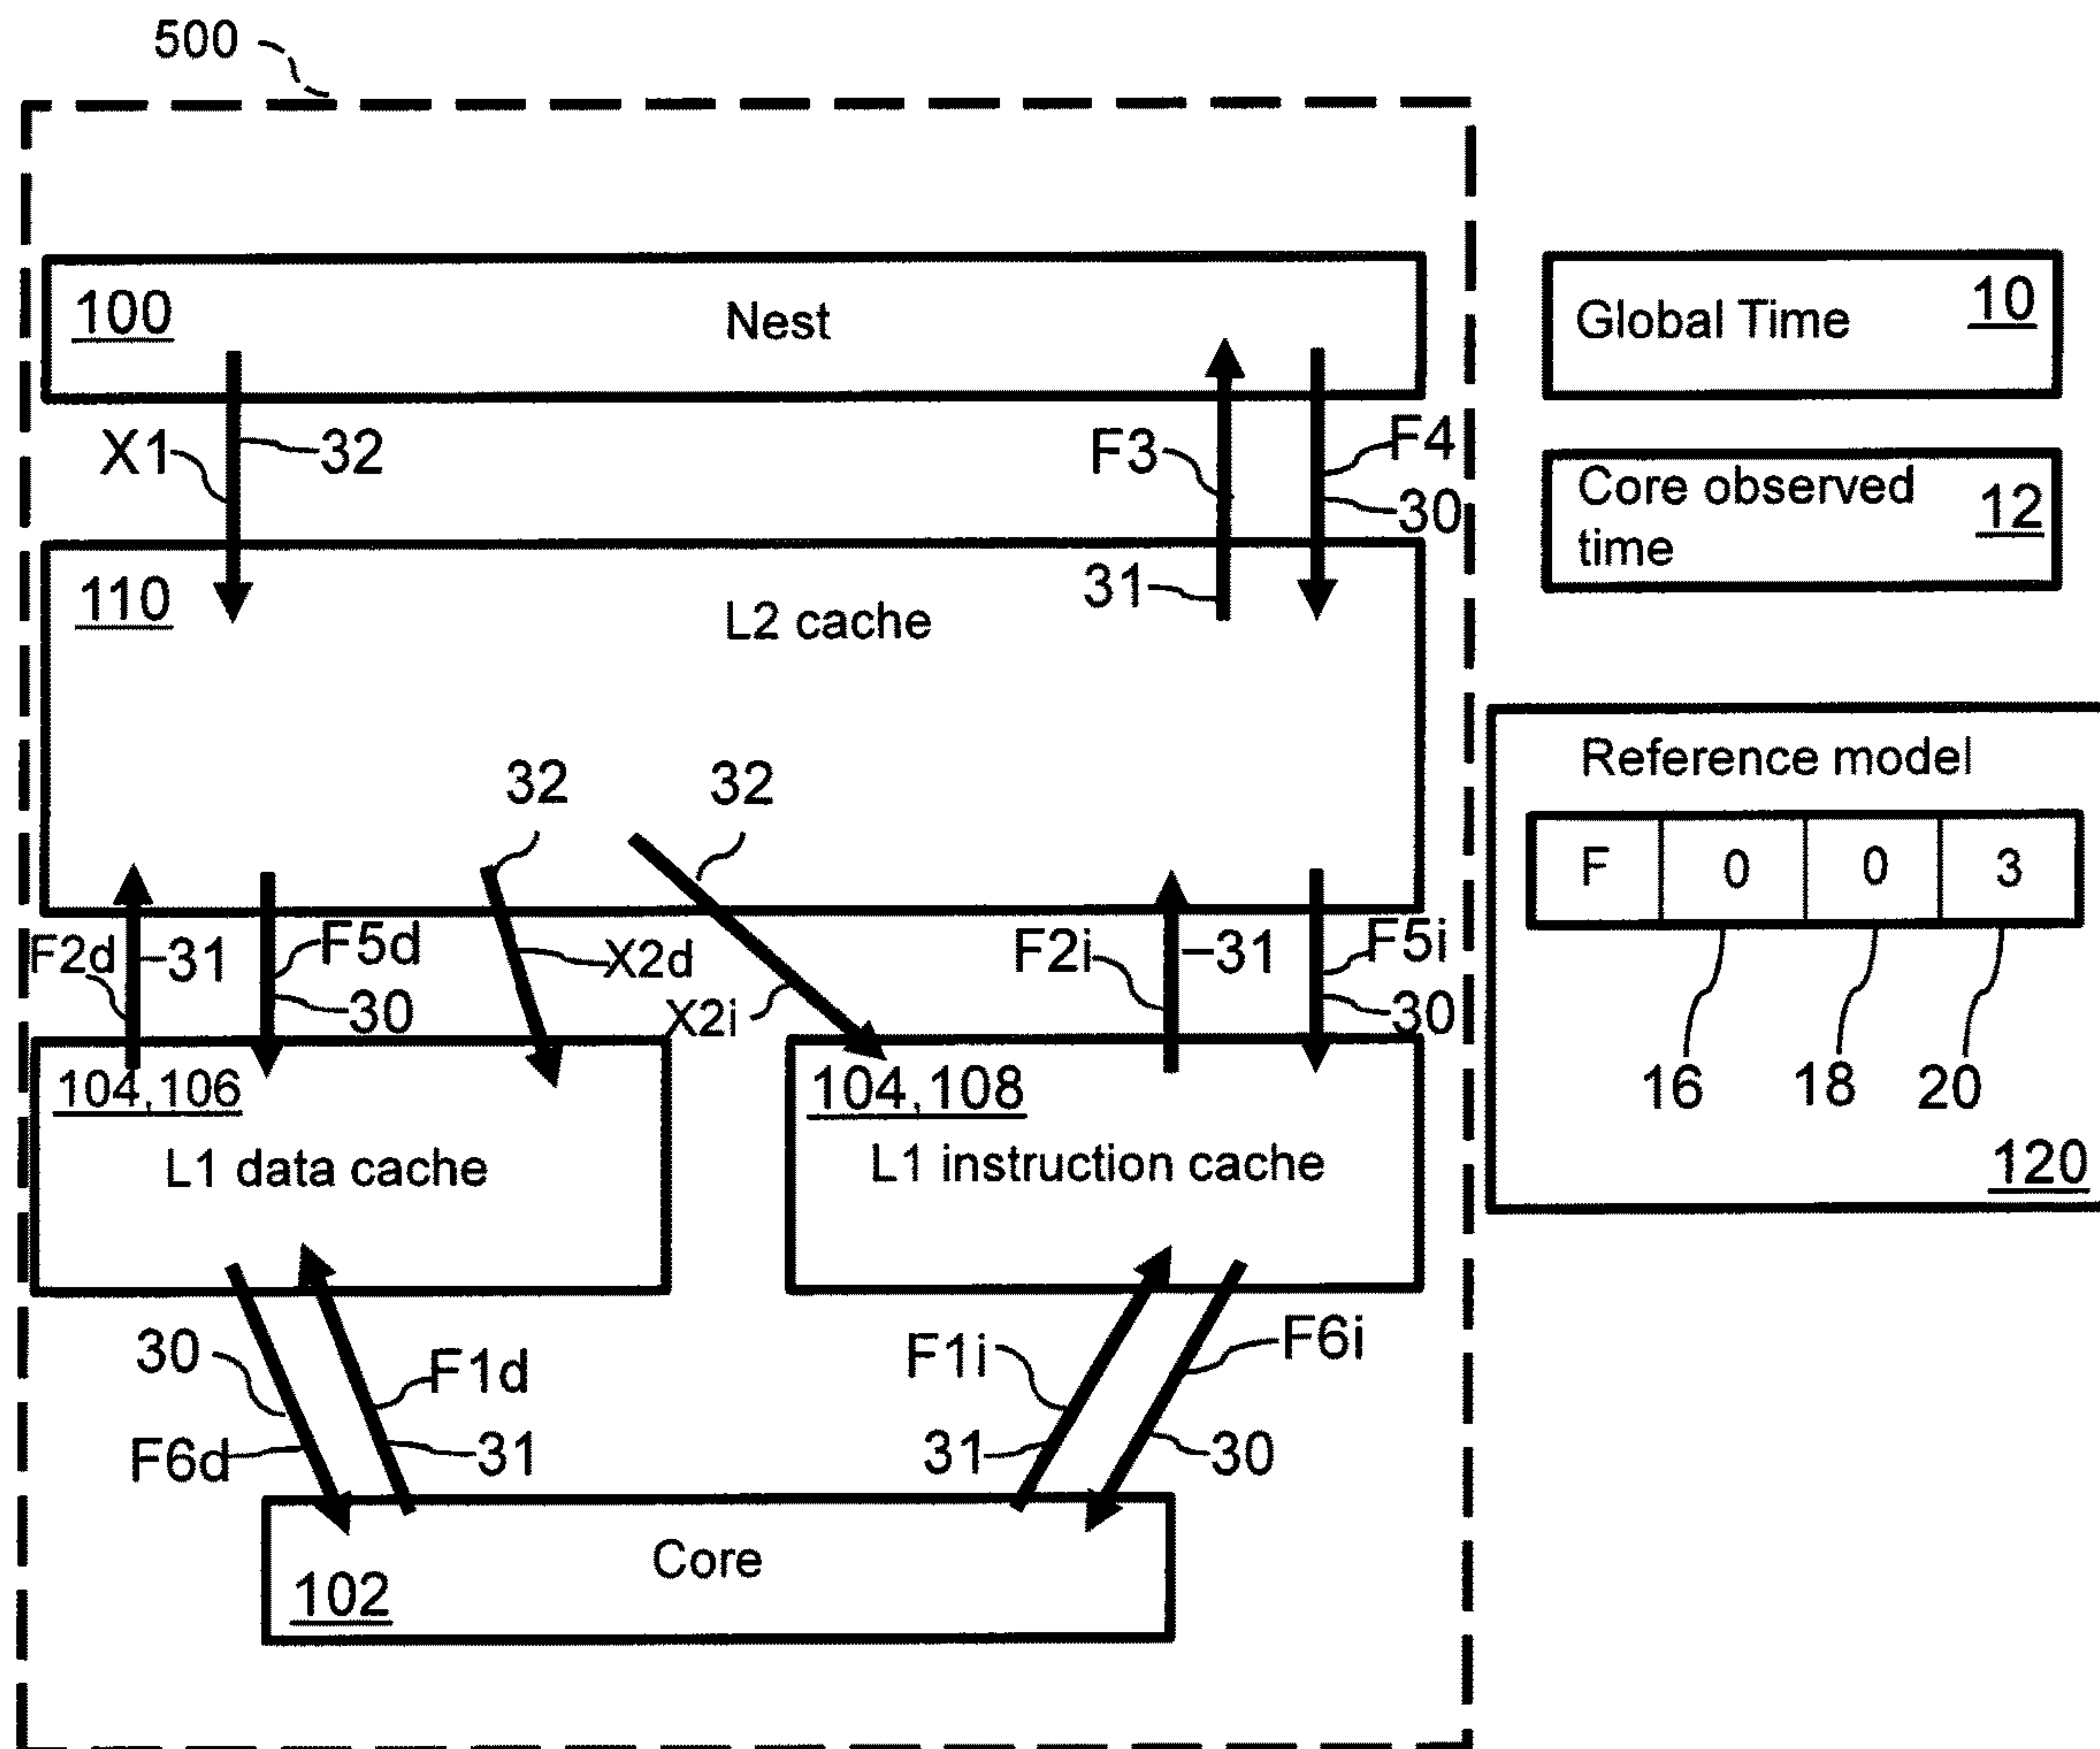 500
100
Nest
Global Time
10
X1
32
F3
F4
30
Core observed
time
12
110
L2 cache
31
32
32
Reference model
F 0 0 3
F2d
31
F5d
30
X2d
X2i
F2i
31
F5i
30
16
18
20
120
104,106
L1 data cache
104,108
L1 instruction cache
30
F6d
F1d
31
F1i
31
F6i
30
Core
102